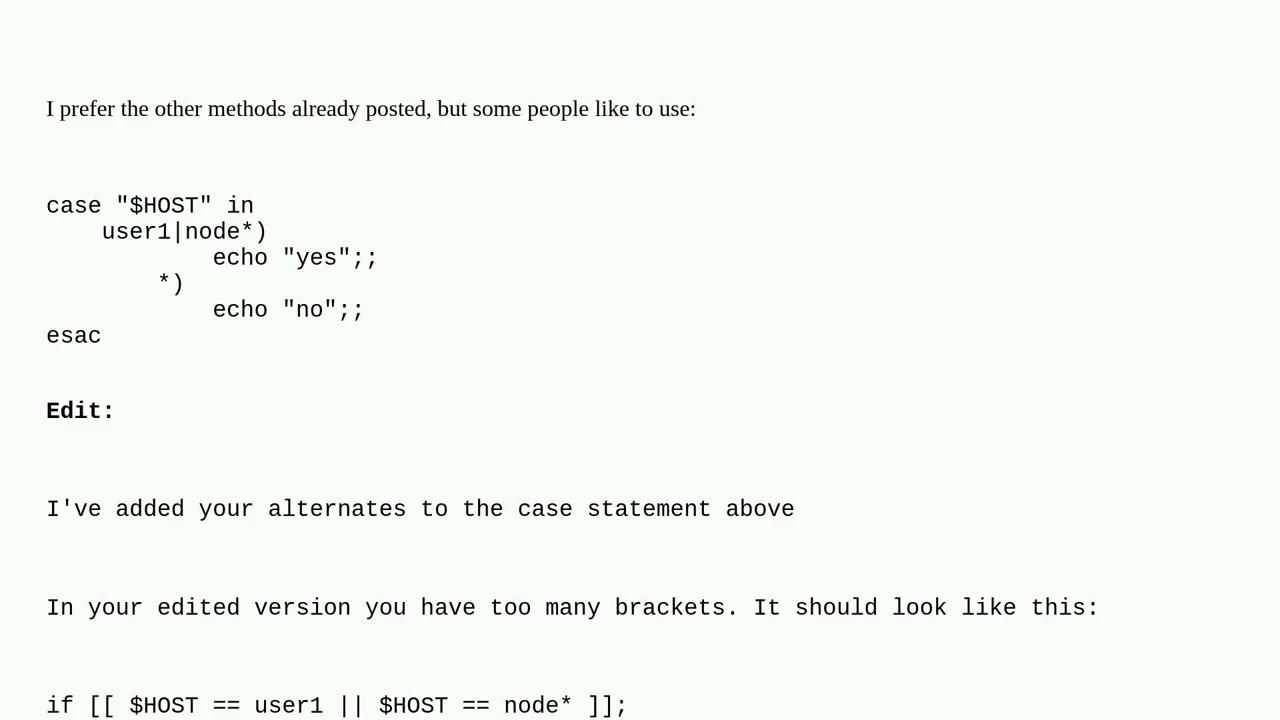 I prefer the other methods already posted, but some people like to use:
case "$HOST" in
    user1|node*)
            echo "yes";;
        *)
            echo "no";;
esac
Edit:
I've added your alternates to the case statement above
In your edited version you have too many brackets. It should look like this:
if [[ $HOST == user1 || $HOST == node* ]];